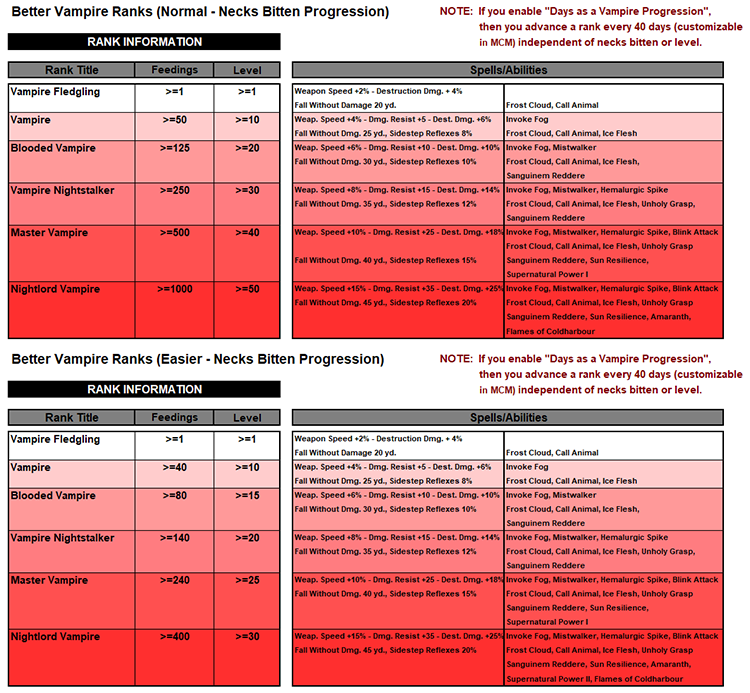 Better Vampire Ranks (Normal - Necks Bitten Progression)
NOTE: If you enable "Days as a Vampire Progression",
then you advance a rank every 40 days (customizable
in MCM) independent of necks bitten or level.
RANK INFORMATION
Rank Title Feedings Level Spells/Abilities
Vampire Fledgling >=1 >=1 Weapon Speed +2% - Destruction Dmg. + 4%
Fall Without Damage 20 yd. Frost Cloud, Call Animal
Vampire >=50 >=10 Weap. Speed +4% - Dmg. Resist +5 - Dest. Dmg. +6% Invoke Fog
Fall Without Dmg. 25 yd., Sidestep Reflexes 8% Frost Cloud, Call Animal, Ice Flesh
Blooded Vampire >=125 >=20 Weap. Speed +6% - Dmg. Resist +10 - Dest. Dmg. +10% Invoke Fog, Mistwalker
Fall Without Dmg. 30 yd., Sidestep Reflexes 10% Frost Cloud, Call Animal, Ice Flesh,
Sanguinem Reddere
Vampire Nightstalker >=250 >=30 Weap. Speed +8% - Dmg. Resist +15 - Dest. Dmg. +14% Invoke Fog, Mistwalker, Hemalurgic Spike
Fall Without Dmg. 35 yd., Sidestep Reflexes 12% Frost Cloud, Call Animal, Ice Flesh, Unholy Grasp,
Sanguinem Reddere
Master Vampire >=500 >=40 Weap. Speed +10% - Dmg. Resist +25 - Dest. Dmg. +18% Invoke Fog, Mistwalker, Hemalurgic Spike, Blink Attack
Frost Cloud, Call Animal, Ice Flesh, Unholy Grasp
Fall Without Dmg. 40 yd., Sidestep Reflexes 15% Sanguinem Reddere, Sun Resilience,
Supernatural Power I
Nightlord Vampire >=1000 >=50 Weap. Speed +15% - Dmg. Resist +35 - Dest. Dmg. +25% Invoke Fog, Mistwalker, Hemalurgic Spike, Blink Attack
Fall Without Dmg. 45 yd., Sidestep Reflexes 20% Frost Cloud, Call Animal, Ice Flesh, Unholy Grasp
Sanguinem Reddere, Sun Resilience, Amaranth,
Flames of Coldharbour
Better Vampire Ranks (Easier - Necks Bitten Progression)
NOTE: If you enable "Days as a Vampire Progression",
then you advance a rank every 40 days (customizable
in MCM) independent of necks bitten or level.
RANK INFORMATION
Rank Title Feedings Level Spells/Abilities
Vampire Fledgling >=1 >=1 Weapon Speed +2% - Destruction Dmg. + 4%
Fall Without Damage 20 yd. Frost Cloud, Call Animal
Vampire >=40 >=10 Weap. Speed +4% - Dmg. Resist +5 - Dest. Dmg. +6% Invoke Fog
Fall Without Dmg. 25 yd., Sidestep Reflexes 8% Frost Cloud, Call Animal, Ice Flesh
Blooded Vampire >=80 >=15 Weap. Speed +6% - Dmg. Resist +10 - Dest. Dmg. +10% Invoke Fog, Mistwalker
Fall Without Dmg. 30 yd., Sidestep Reflexes 10% Frost Cloud, Call Animal, Ice Flesh,
Sanguinem Reddere
Vampire Nightstalker >=140 >=20 Weap. Speed +8% - Dmg. Resist +15 - Dest. Dmg. +14% Invoke Fog, Mistwalker, Hemalurgic Spike
Fall Without Dmg. 35 yd., Sidestep Reflexes 12% Frost Cloud, Call Animal, Ice Flesh, Unholy Grasp,
Sanguinem Reddere
Master Vampire >=240 >=25 Weap. Speed +10% - Dmg. Resist +25 - Dest. Dmg. +18% Invoke Fog, Mistwalker, Hemalurgic Spike, Blink Attack
Fall Without Dmg. 40 yd., Sidestep Reflexes 15% Frost Cloud, Call Animal, Ice Flesh, Unholy Grasp
Sanguinem Reddere, Sun Resilience,
Supernatural Power I
Nightlord Vampire >=400 >=30 Weap. Speed +15% - Dmg. Resist +35 - Dest. Dmg. +25% Invoke Fog, Mistwalker, Hemalurgic Spike, Blink Attack
Fall Without Dmg. 45 yd., Sidestep Reflexes 20% Frost Cloud, Call Animal, Ice Flesh, Unholy Grasp
Sanguinem Reddere, Sun Resilience, Amaranth,
Supernatural Power II, Flames of Coldharbour